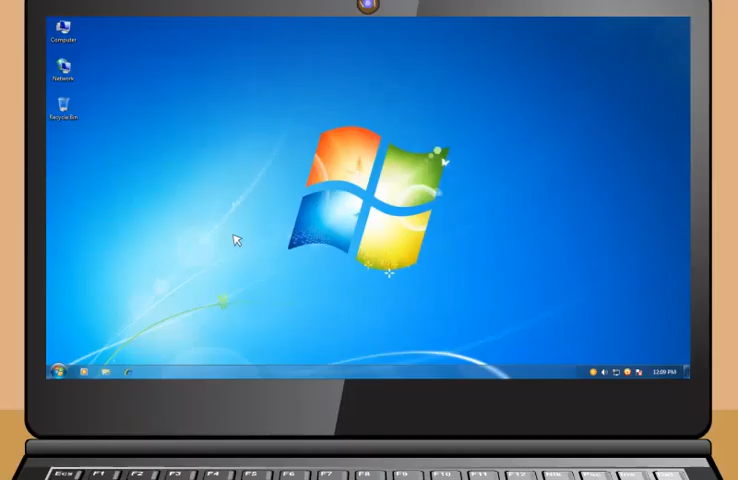 Computer
Network
Recycle Bin
12:09 PM
Ecs F1 F2 F3 F4 F5 F6 F7 F8 F9 F10 F11 F12